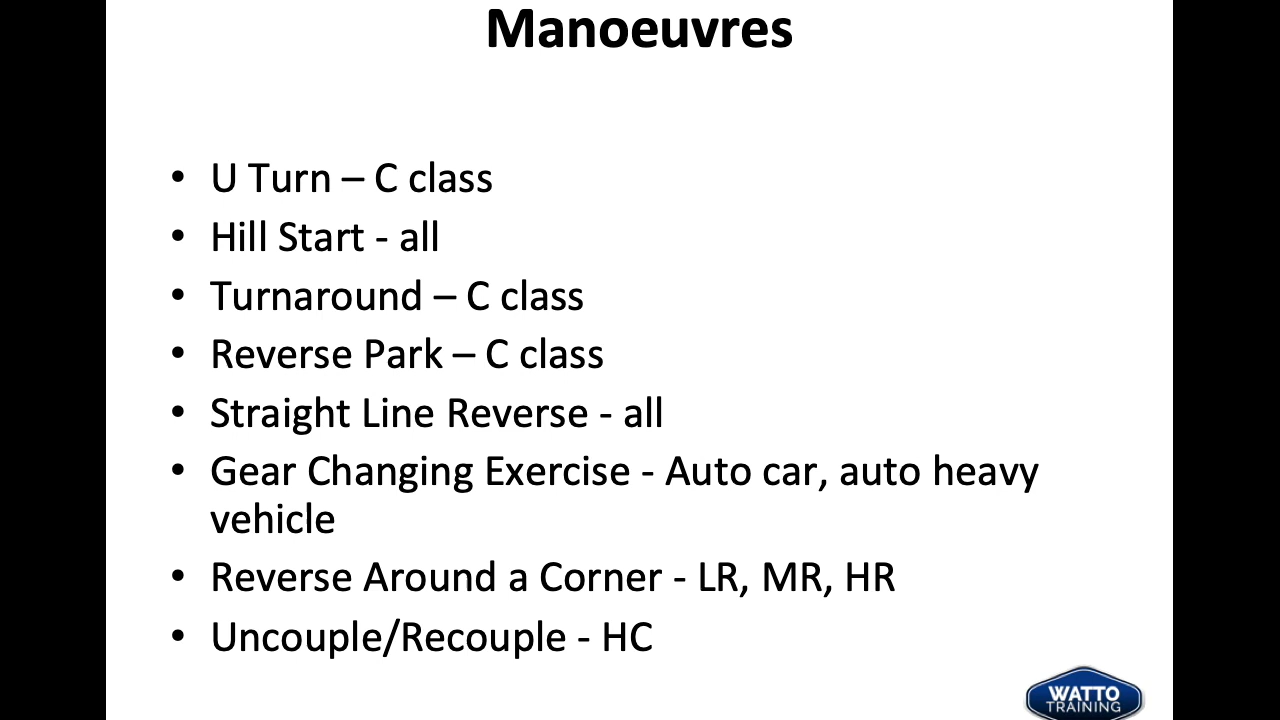 Manoeuvres
• U Turn – C class
• Hill Start - all
• Turnaround – C class
• Reverse Park – C class
• Straight Line Reverse - all
• Gear Changing Exercise - Auto car, auto heavy
vehicle
• Reverse Around a Corner - LR, MR, HR
• Uncouple/Recouple - HC
WATTO
TRAINING